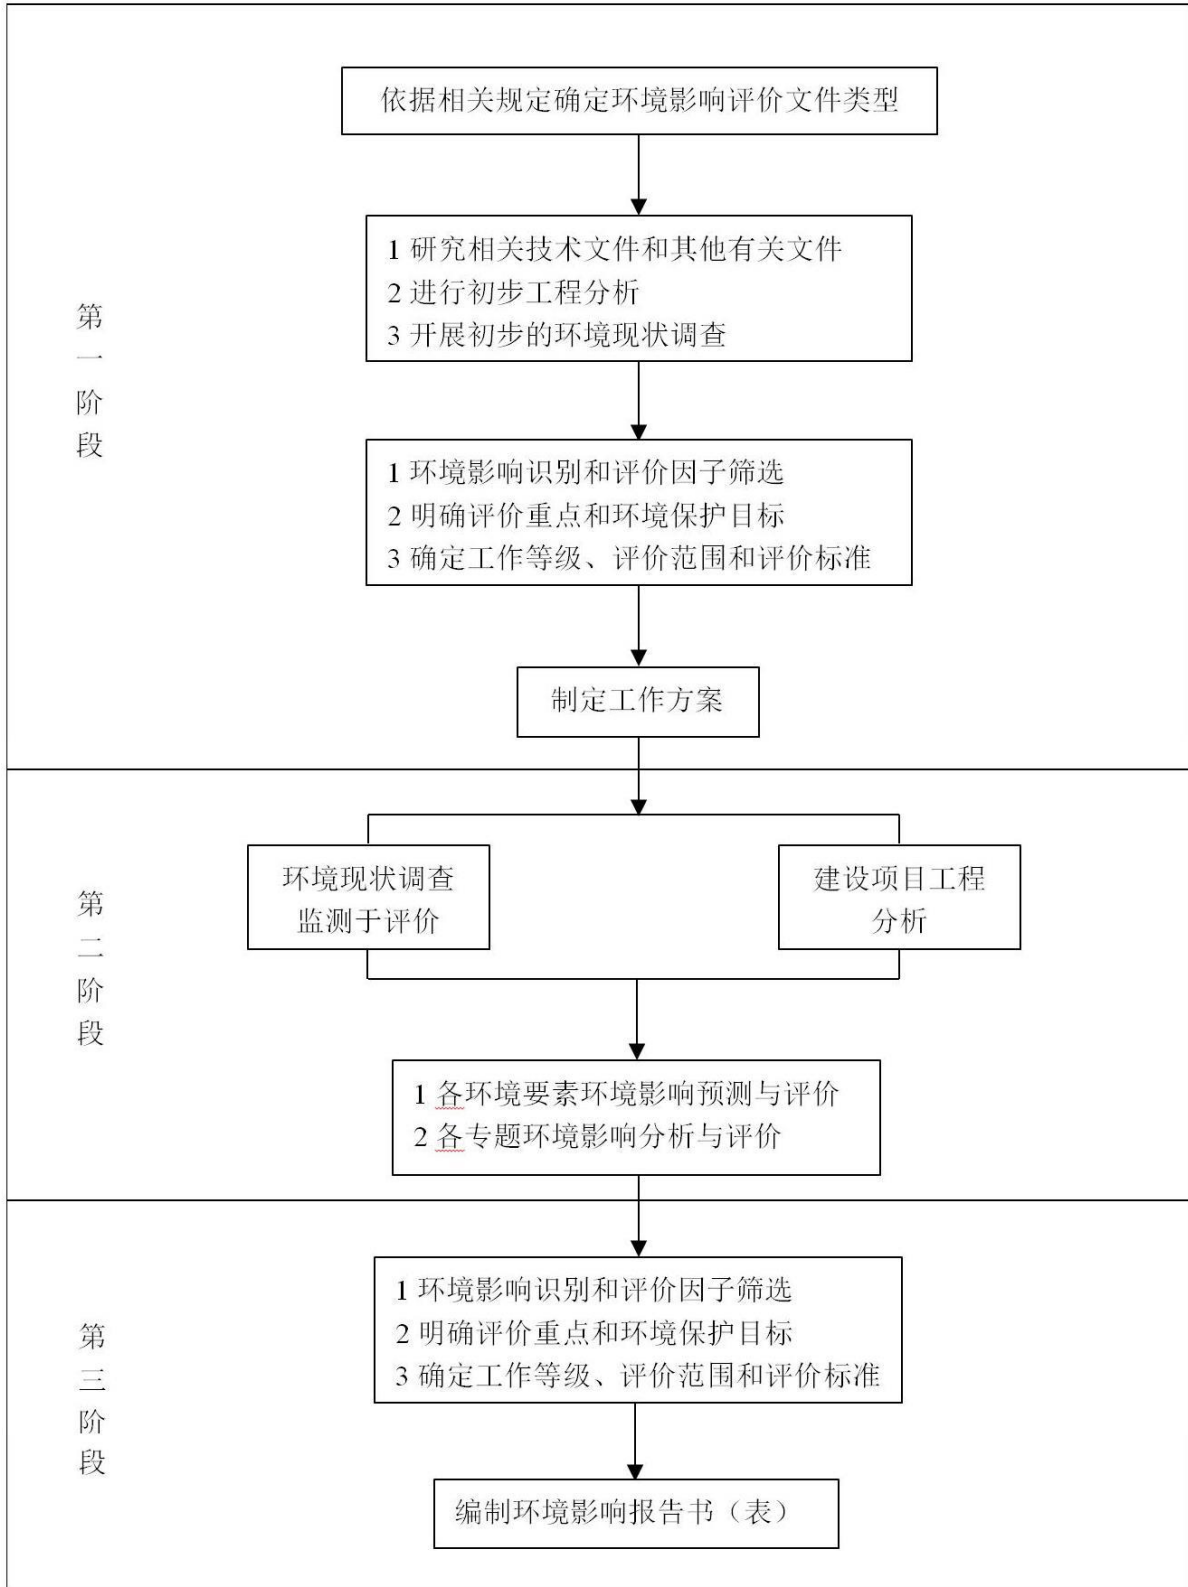 依据相关规定确定环境影响评价文件类型
1 研究相关技术文件和其他有关文件
2 进行初步工程分析
3 开展初步的环境现状调查
第
一
阶
段
1 环境影响识别和评价因子筛选
2 明确评价重点和环境保护目标
3 确定工作等级、评价范围和评价标准
制定工作方案
第
二
阶
段
环境现状调查
监测于评价
建设项目工程
分析
1 各环境要素环境影响预测与评价
2 各专题环境影响分析与评价
第
三
阶
段
1 环境影响识别和评价因子筛选
2 明确评价重点和环境保护目标
3 确定工作等级、评价范围和评价标准
编制环境影响报告书（表）